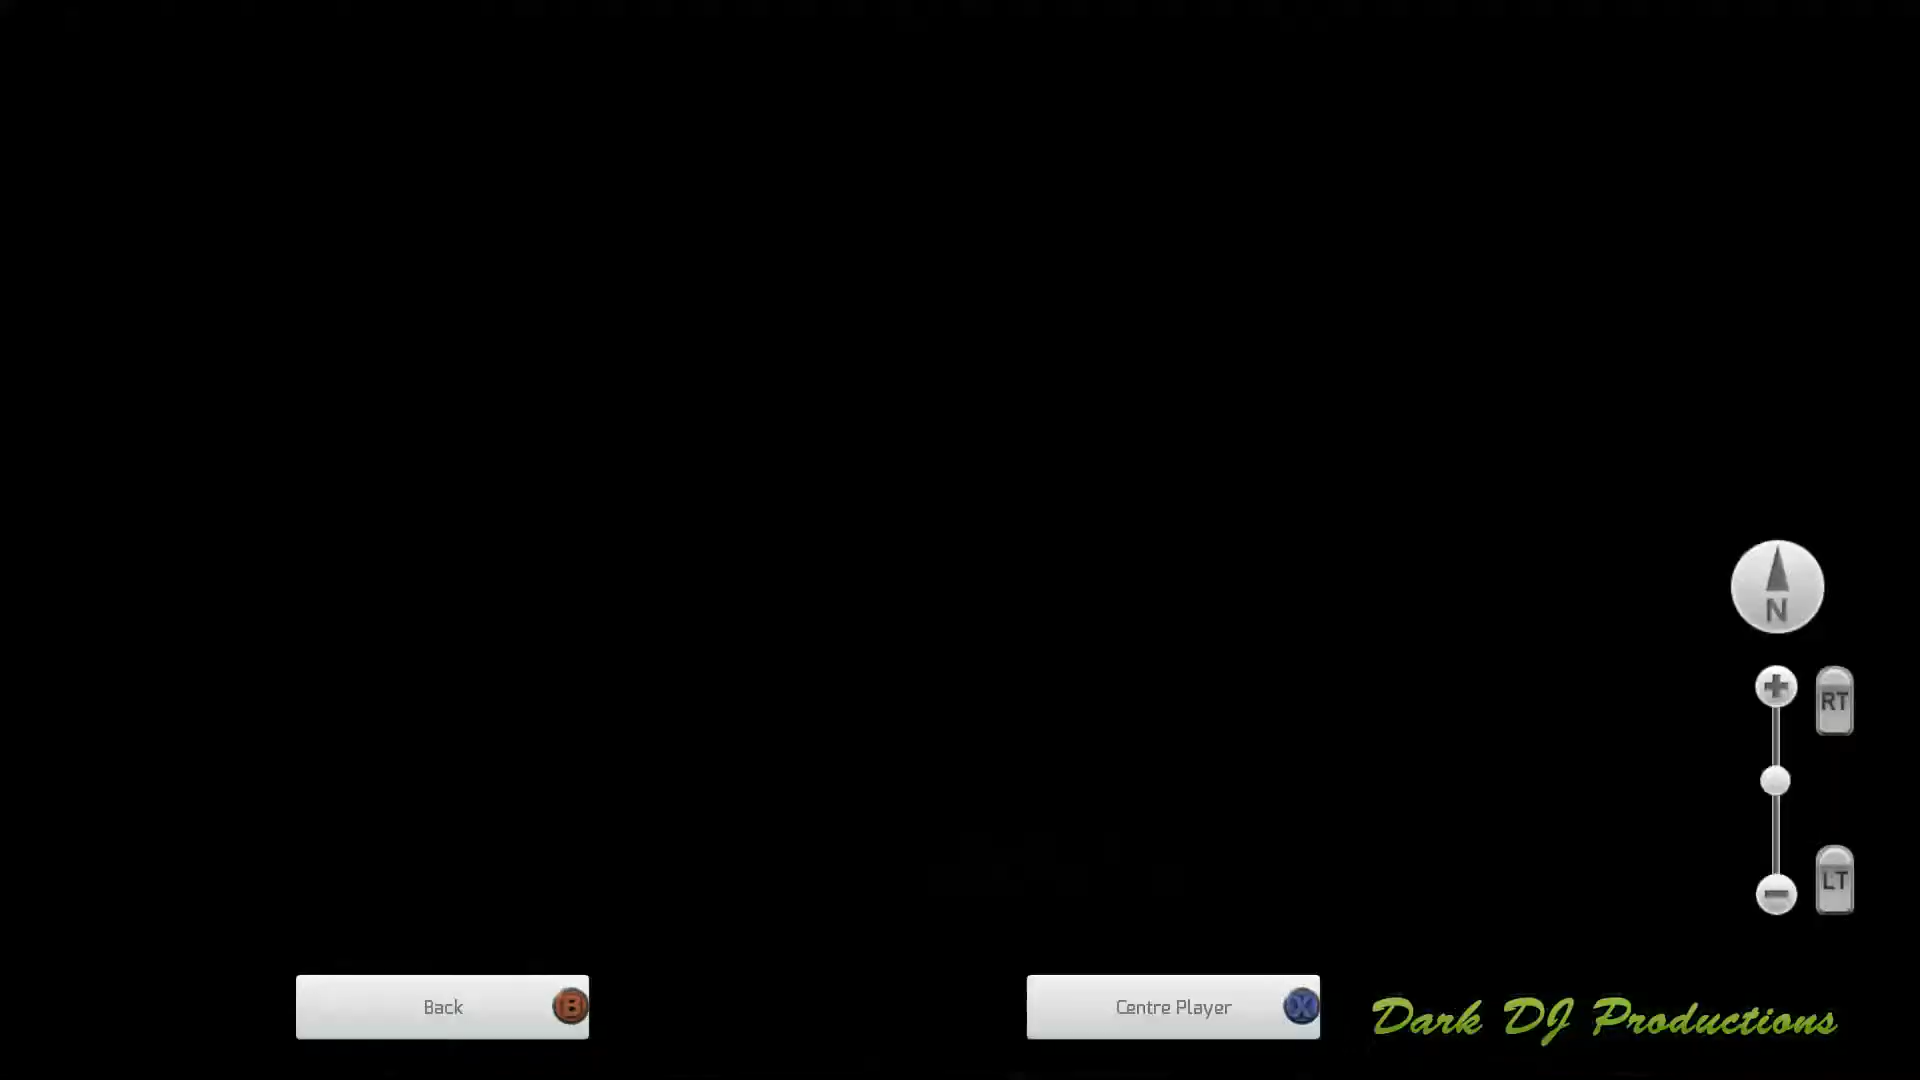 N
RT
LT
Back B
Centre Player X
Dark DJ Productions